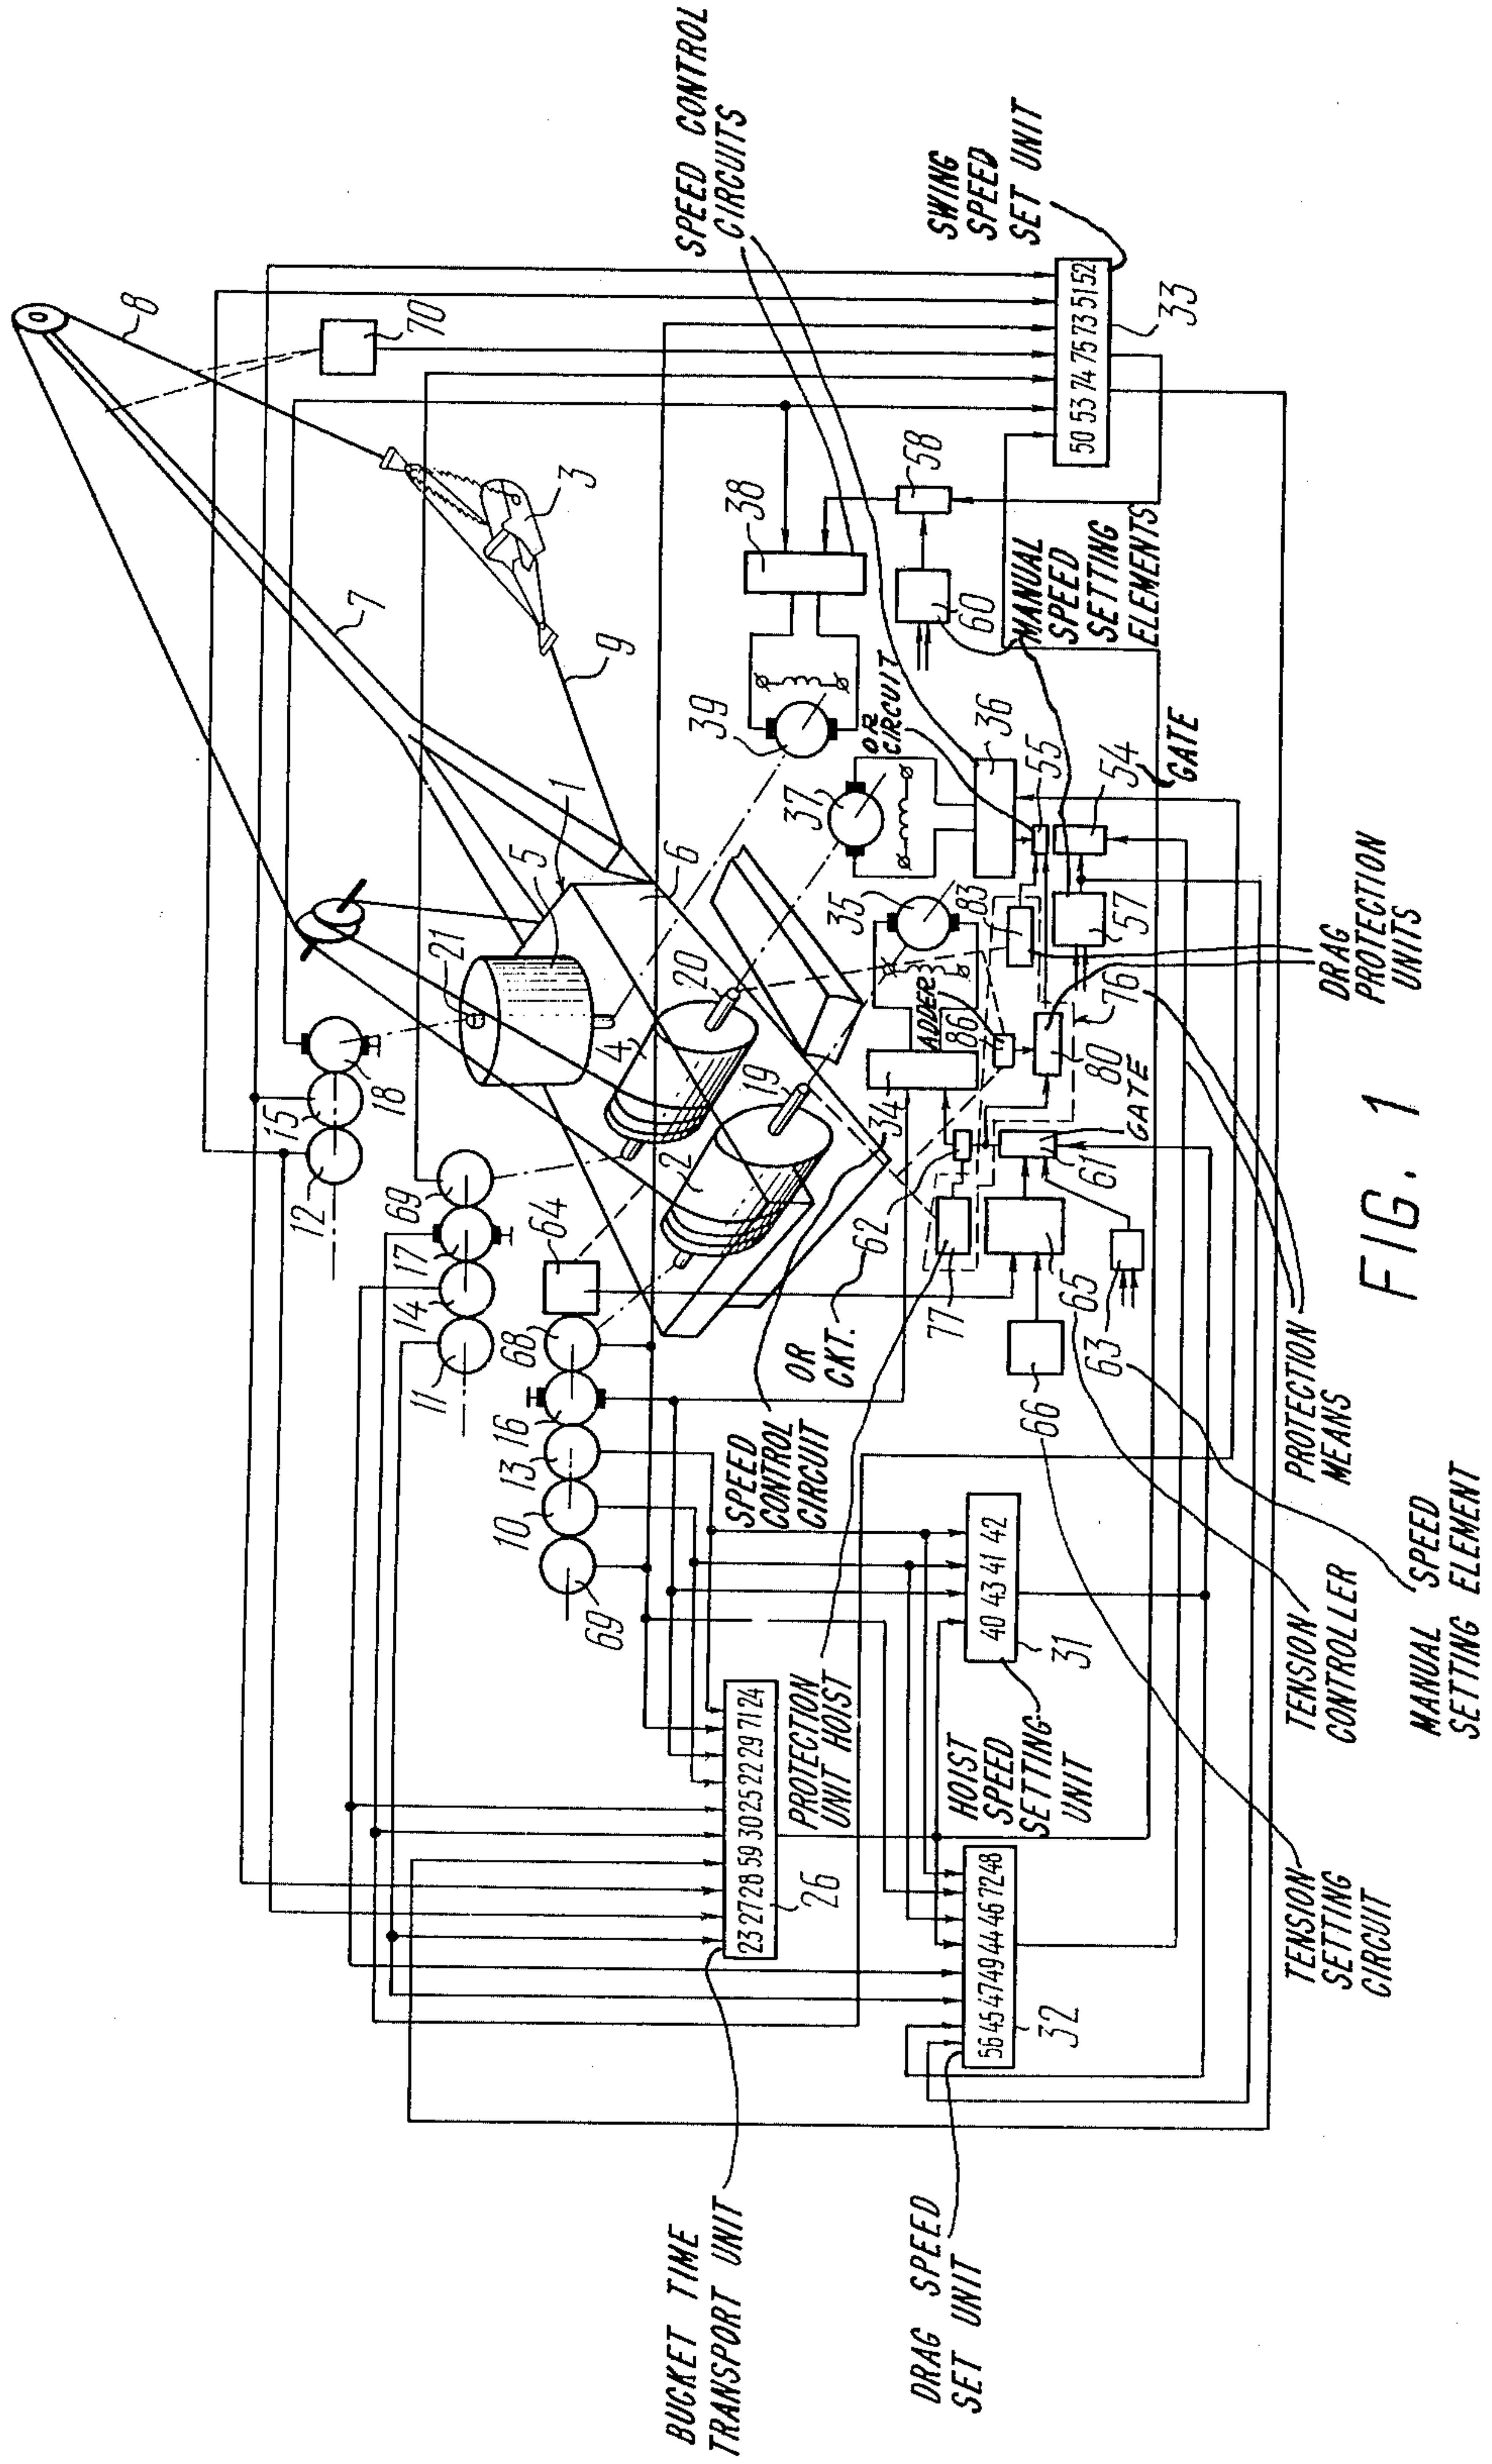 8
70
7
3
9
SPEED CONTROL
CIRCUITS
SWING
SPEED
SET UNIT
50 53 74 75 73 51 52
33
38
58
60
MANUAL
SPEED
SETTING
ELEMENTS
39
37
36
OR
CIRCUIT
55
54
GATE
1
5
6
21
20
4
2
19
35
83
57
ADDER
86
34
76
80
DRAG
PROTECTION
UNITS
GATE
61
62
77
65
63
66
18
15
12
69
17
14
11
64
68
16
13
10
69
OR
CKT.
SPEED
CONTROL
CIRCUIT
PROTECTION
UNIT HOIST
40 43 41 42
31
HOIST
SPEED
SETTING
UNIT
23 27 28 59 30 25 22 29 71 24
26
56 45 47 49 44 46 72 48
32
BUCKET TIME
TRANSPORT UNIT
DRAG SPEED
SET UNIT
PROTECTION
MEANS
TENSION
CONTROLLER
MANUAL SPEED
SETTING ELEMENT
TENSION
SETTING
CIRCUIT
FIG. 1